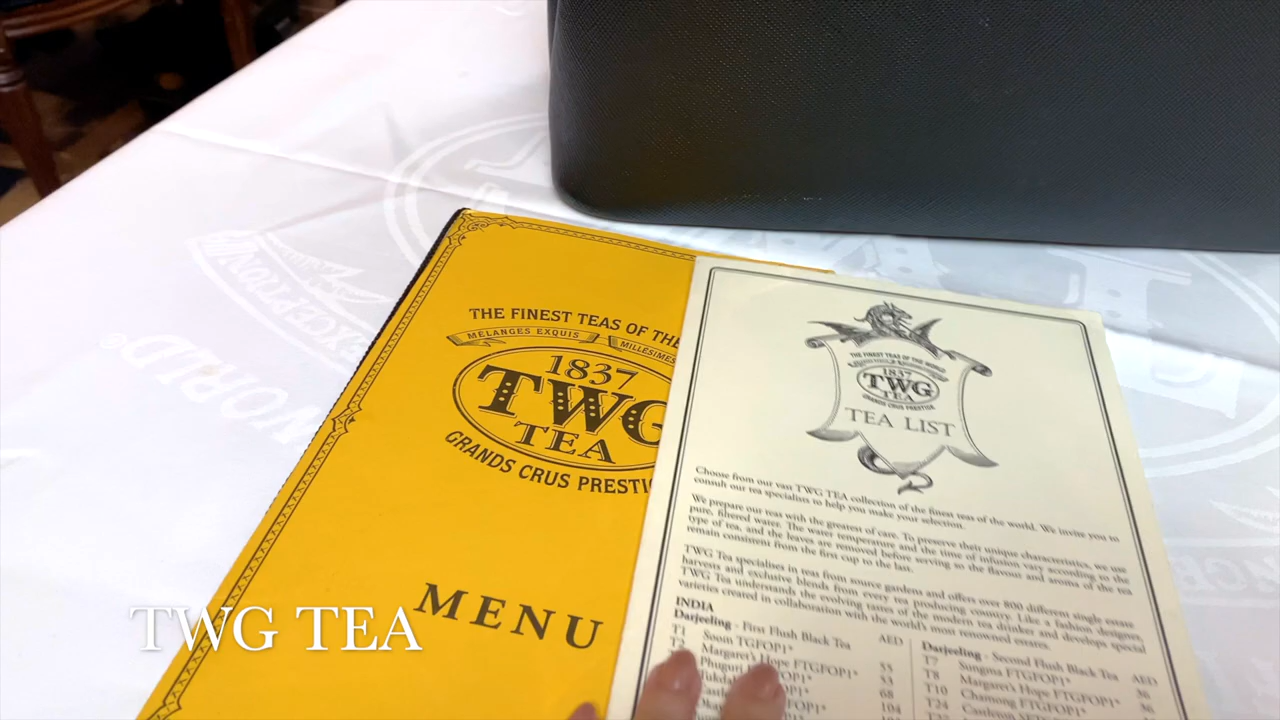 THE FINEST TEAS OF THE
MÉLANGES EXQUIS
MILLÉSIMES
1837
TWG
TEA
GRANDS CRUS PRESTIG
MENU
THE FINEST TEAS OF THE WORLD
1837
TWG
TEA
GRANDS CRUS PRESTIGE
TEA LIST
Choose from our vast TWG TEA collection of the finest teas of the world. We invite you to
consult our tea specialists to help you make your selection.
We prepare our teas with the greatest of care. To preserve their unique characteristics, we use
pure, filtered water. The water temperature and the time of infusion vary according to the
type of tea, and the leaves are removed before serving so the flavour and aroma of the tea
remain consistent from the first cup to the last.
TWG Tea specialises in teas from source gardens and offers over 800 different single estate
harvests and exclusive blends from every tea producing country. Like a fashion designer,
TWG Tea understands the evolving tastes of the modern tea drinker and develops special
varieties created in collaboration with the world's most renowned estates.
INDIA
Darjeeling - First Flush Black Tea AED
T1 Soom TGFOP1*
T2 Margaret's Hope FTGFOP1* 55
Phuguri FTGFOP1* 53
68
104
Darjeeling - Second Flush Black Tea AED
T7 Sungma FTGFOP1*
T8 Margaret's Hope FTGFOP1* 36
T10 Chamong FTGFOP1*
T24 Castleton
EXCEPTION
WORLD
TWG TEA